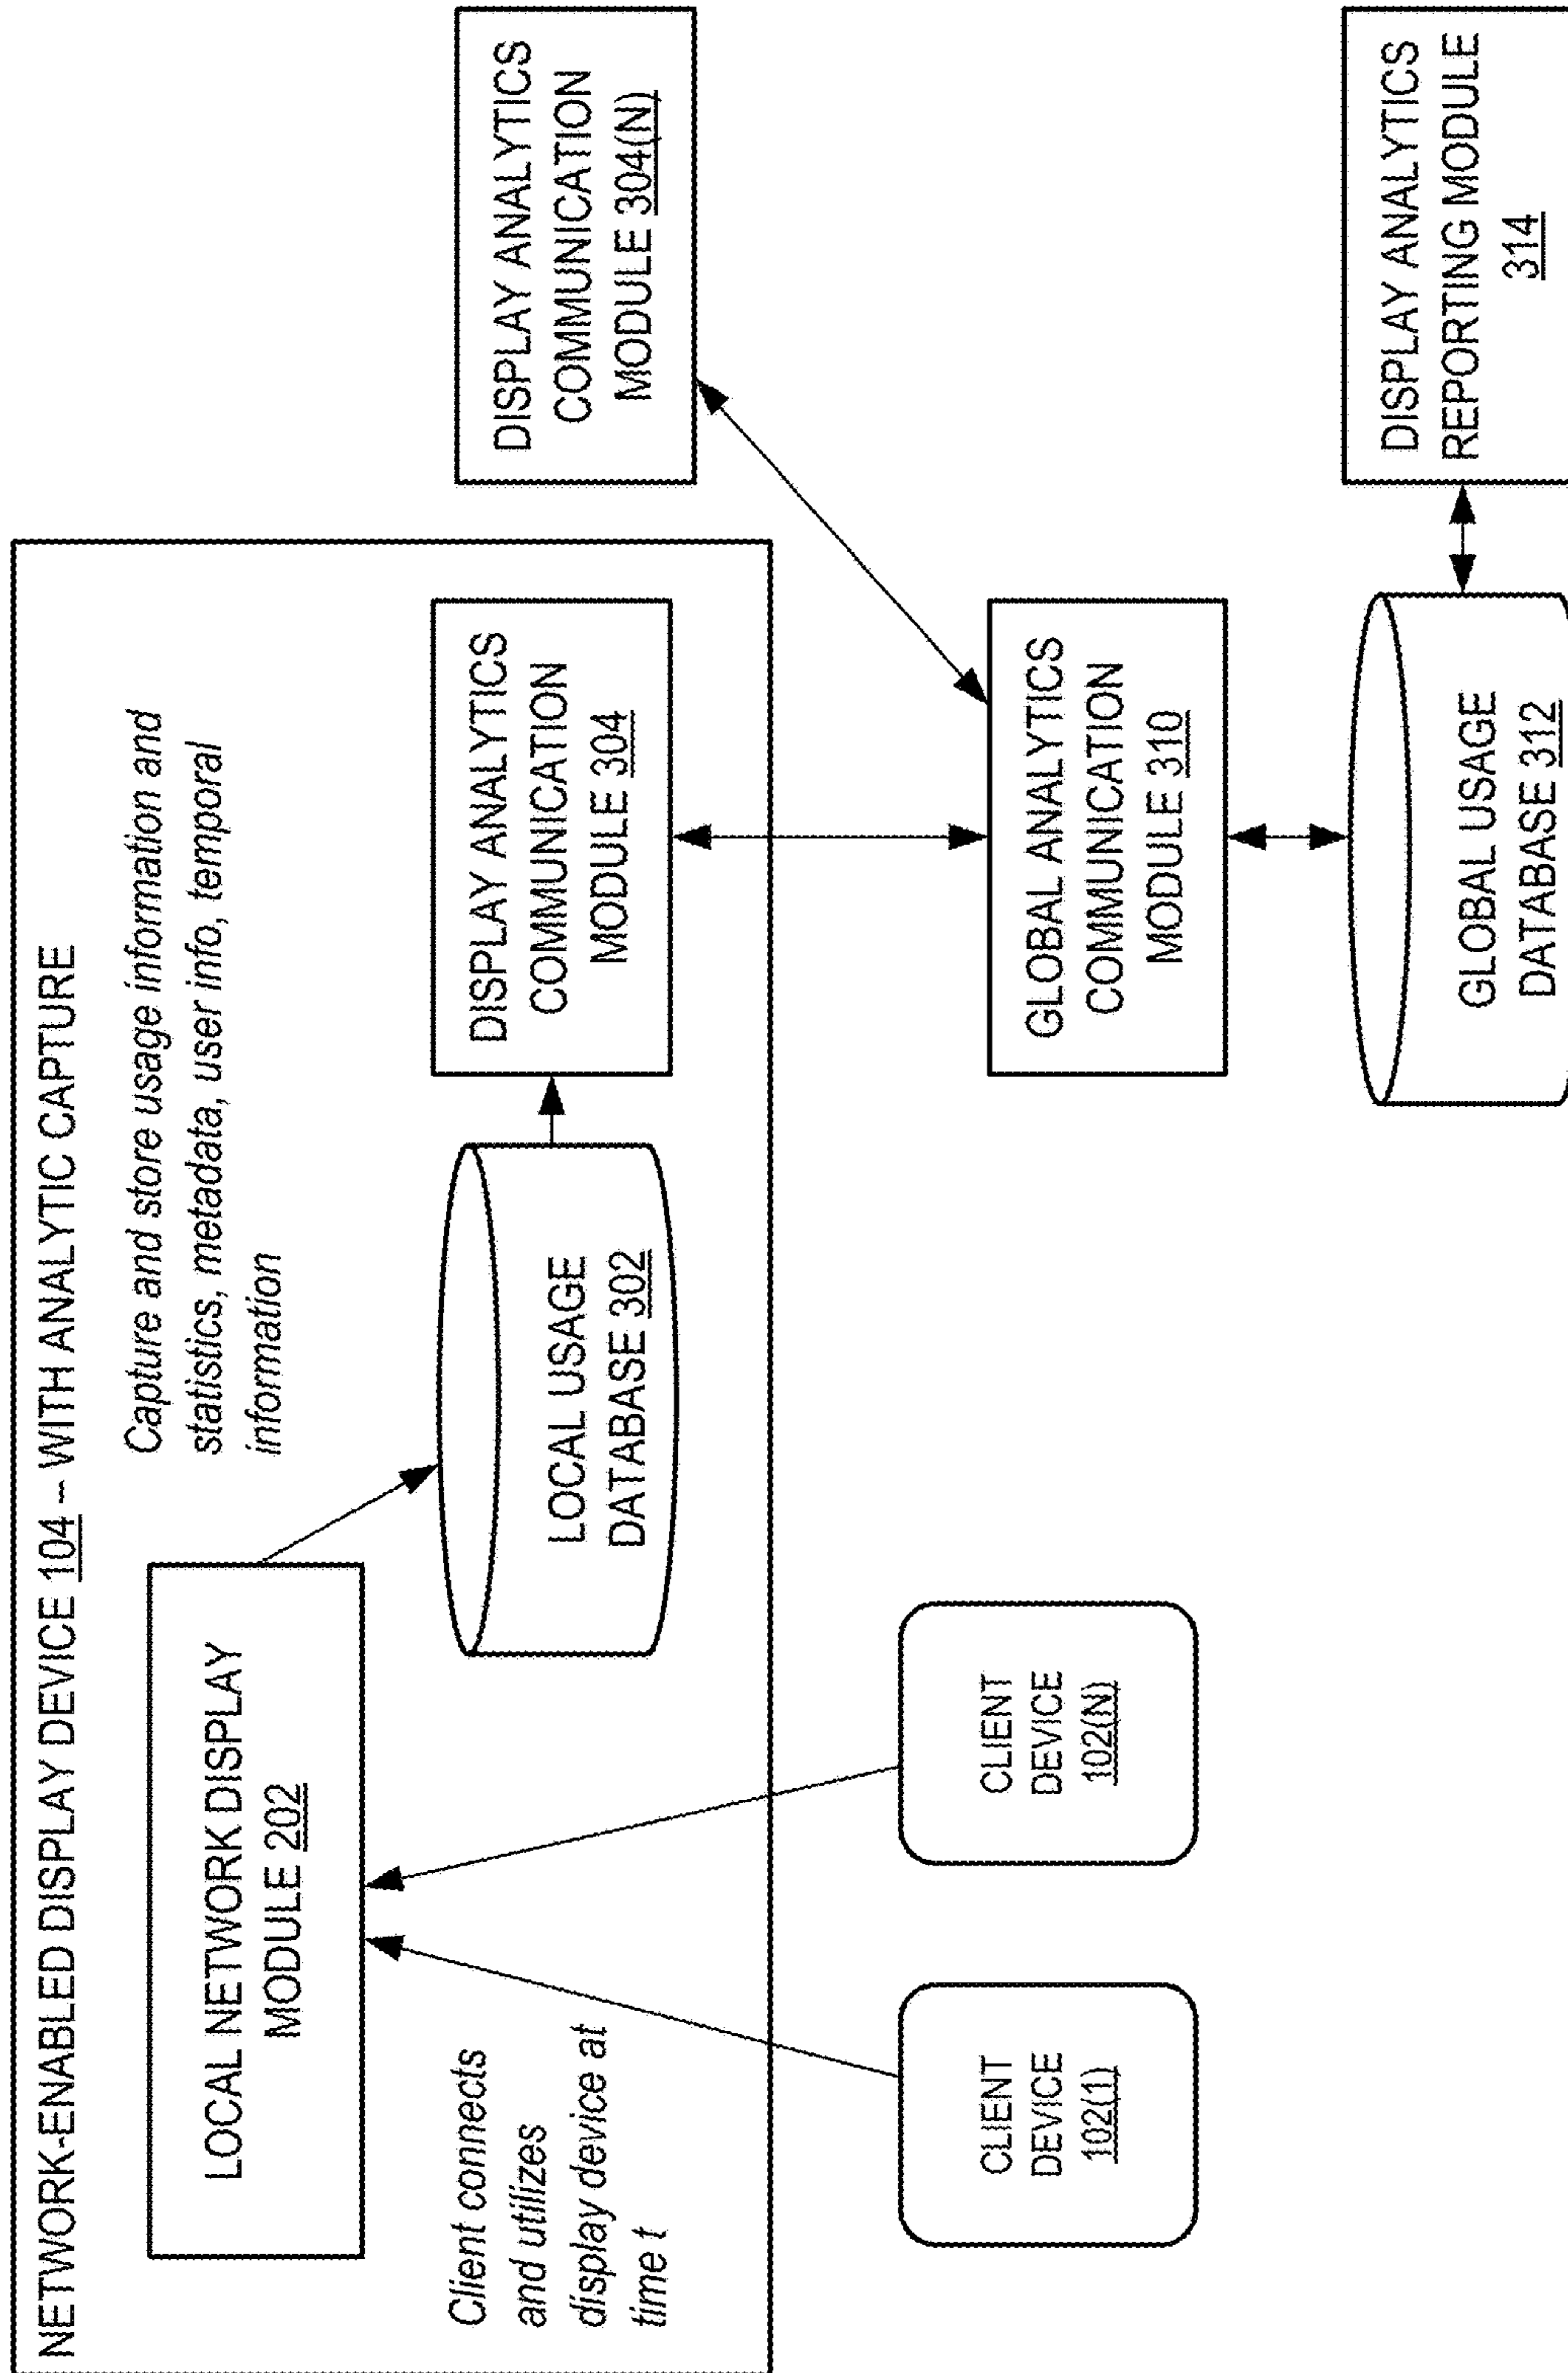 NETWORK-ENABLED DISPLAY DEVICE 104 – WITH ANALYTIC CAPTURE
LOCAL NETWORK DISPLAY
MODULE 202
Capture and store usage information and
statistics, metadata, user info, temporal
information
Client connects
and utilizes
display device at
time t
LOCAL USAGE
DATABASE 302
DISPLAY ANALYTICS
COMMUNICATION
MODULE 304
DISPLAY ANALYTICS
COMMUNICATION
MODULE 304(N)
CLIENT
DEVICE
102(1)
CLIENT
DEVICE
102(N)
GLOBAL ANALYTICS
COMMUNICATION
MODULE 310
GLOBAL USAGE
DATABASE 312
DISPLAY ANALYTICS
REPORTING MODULE
314